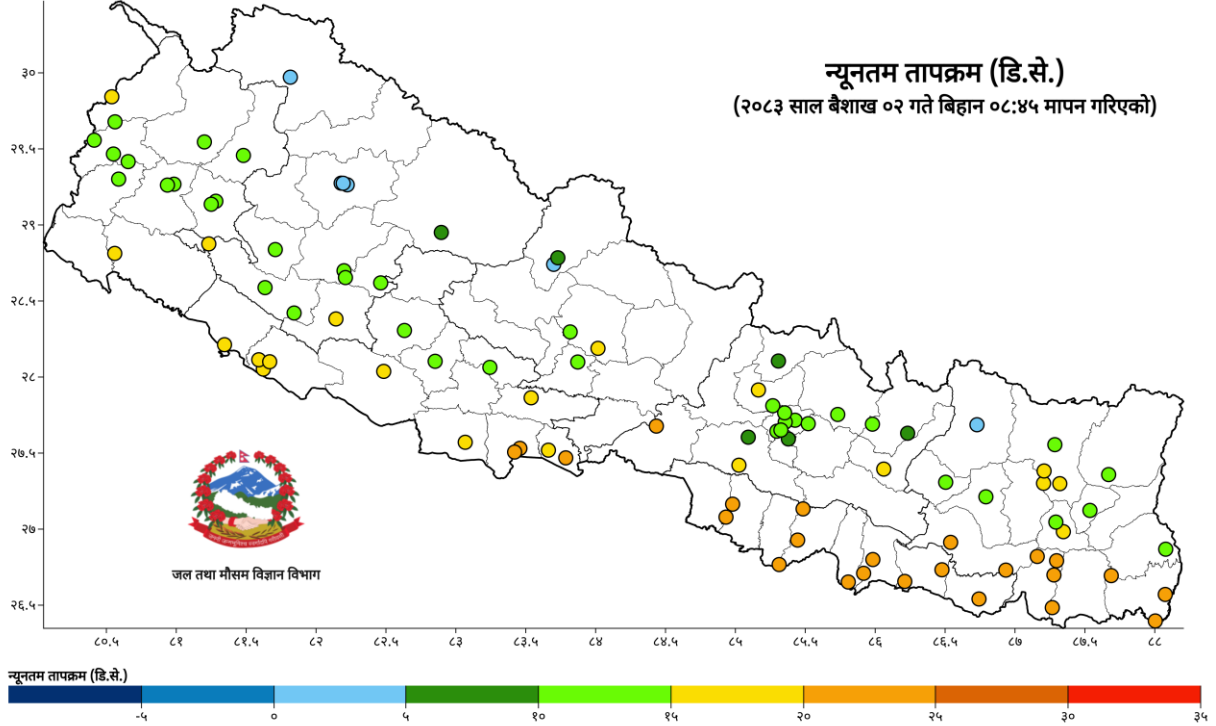 न्यूनतम तापक्रम (डि.से.)
(२०८३ साल बैशाख ०२ गते बिहान ०८:४५ मापन गरिएको)
३०
२९.५
२९
२८.५
२८
२७.५
२७
२६.५
जल तथा मौसम विज्ञान विभाग
८०.५ ८१ ८१.५ ८२ ८२.५ ८३ ८३.५ ८४ ८४.५ ८५ ८५.५ ८६ ८६.५ ८७ ८७.५ ८८
न्यूनतम तापक्रम (डि.से.)
-५ ० ५ १० १५ २० २५ ३० ३५